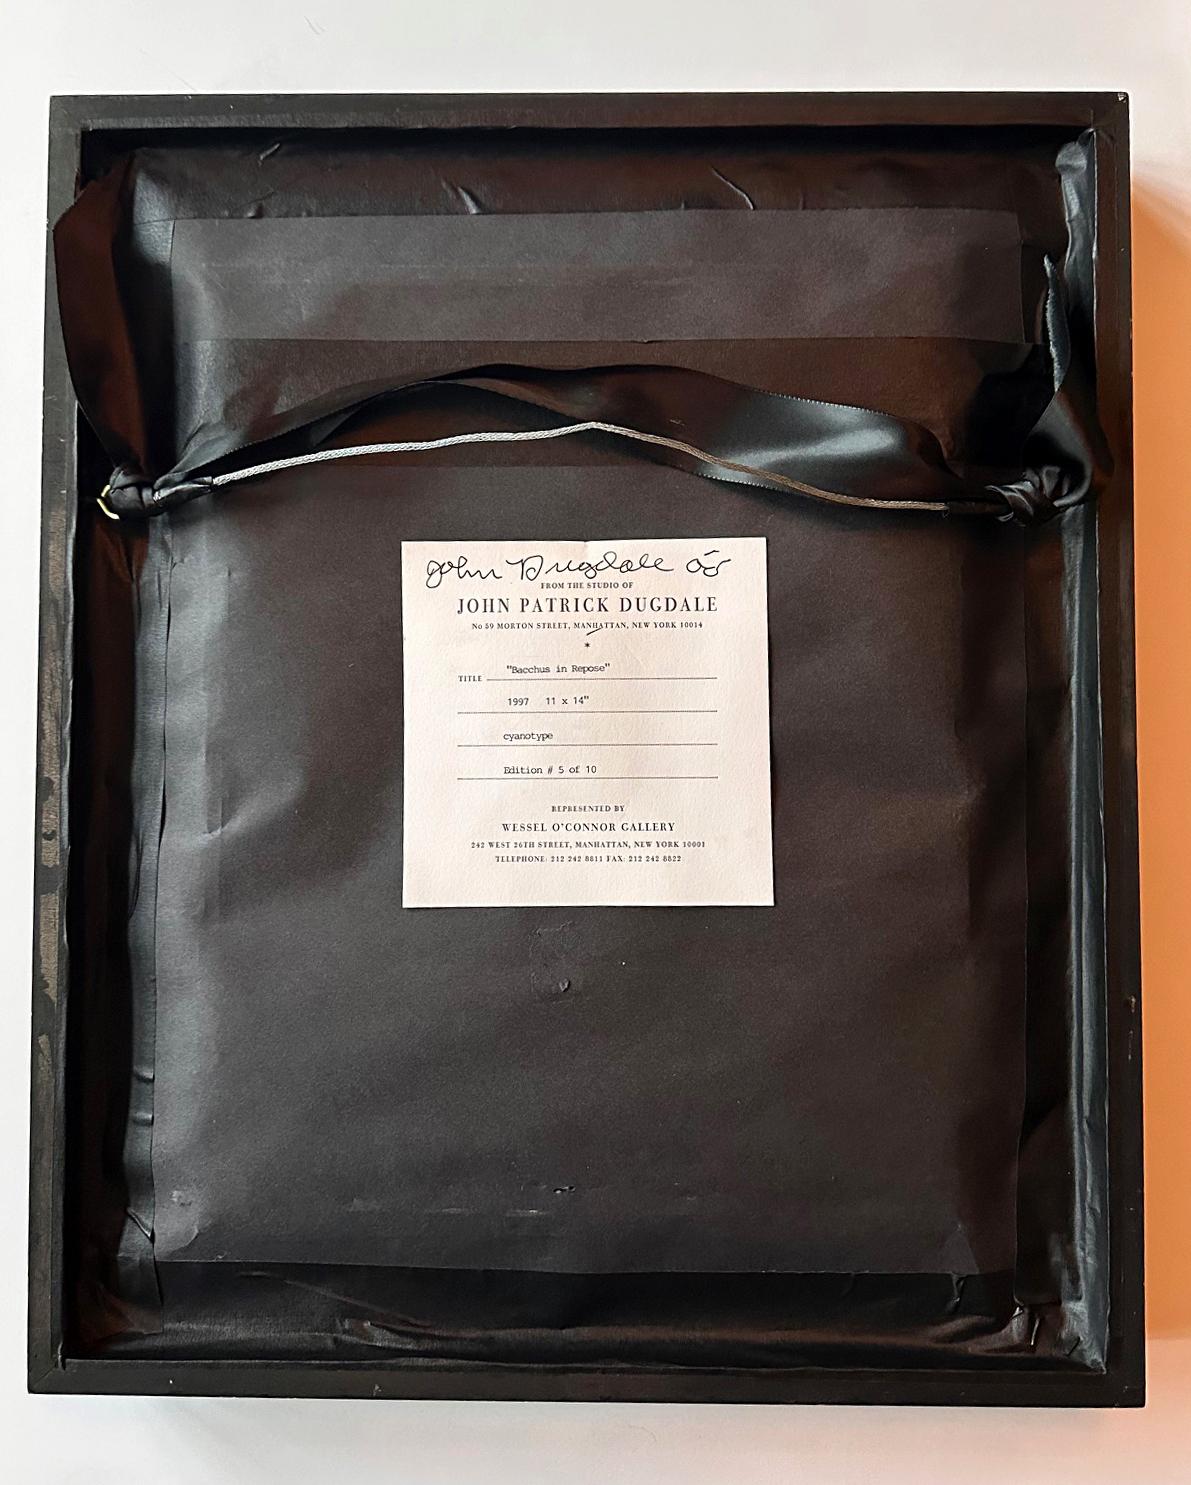 John Dugdale
FROM THE STUDIO OF
JOHN PATRICK DUGDALE
No 59 MORTON STREET, MANHATTAN, NEW YORK 10014
*
TITLE "Bacchus in Repose"
1997 11 x 14"
cyanotype
Edition # 5 of 10
REPRESENTED BY
WESSEL O'CONNOR GALLERY
242 WEST 26TH STREET, MANHATTAN, NEW YORK 10001
TELEPHONE: 212 242 8811 FAX: 212 242 8822